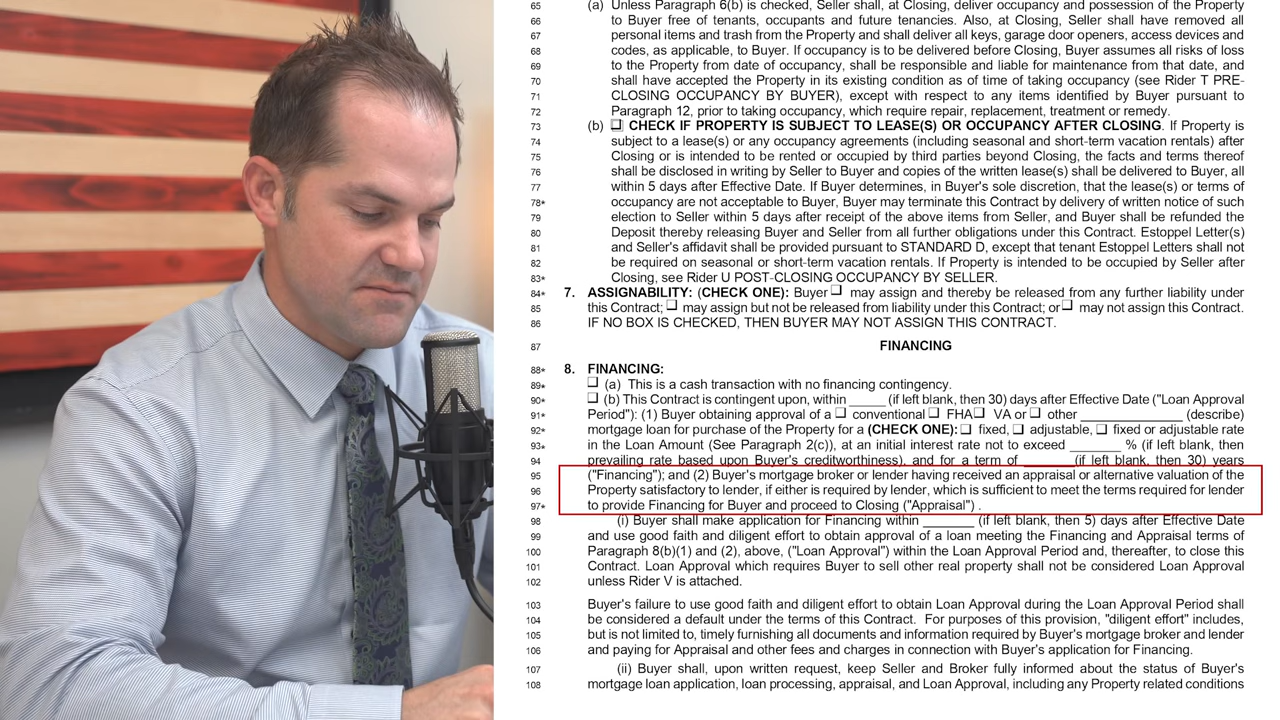 65 (a) Unless Paragraph 6(b) is checked, Seller shall, at Closing, deliver occupancy and possession of the Property
66 to Buyer free of tenants, occupants and future tenancies. Also, at Closing, Seller shall have removed all
67 personal items and trash from the Property and shall deliver all keys, garage door openers, access devices and
68 codes, as applicable, to Buyer. If occupancy is to be delivered before Closing, Buyer assumes all risks of loss
69 to the Property from date of occupancy, shall be responsible and liable for maintenance from that date, and
70 shall have accepted the Property in its existing condition as of time of taking occupancy (see Rider T PRE-
71 CLOSING OCCUPANCY BY BUYER), except with respect to any items identified by Buyer pursuant to
72 Paragraph 12, prior to taking occupancy, which require repair, replacement, treatment or remedy.
73 (b) ❑ CHECK IF PROPERTY IS SUBJECT TO LEASE(S) OR OCCUPANCY AFTER CLOSING. If Property is
74 subject to a lease(s) or any occupancy agreements (including seasonal and short-term vacation rentals) after
75 Closing or is intended to be rented or occupied by third parties beyond Closing, the facts and terms thereof
76 shall be disclosed in writing by Seller to Buyer and copies of the written lease(s) shall be delivered to Buyer, all
77 within 5 days after Effective Date. If Buyer determines, in Buyer's sole discretion, that the lease(s) or terms of
78* occupancy are not acceptable to Buyer, Buyer may terminate this Contract by delivery of written notice of such
79 election to Seller within 5 days after receipt of the above items from Seller, and Buyer shall be refunded the
80 Deposit thereby releasing Buyer and Seller from all further obligations under this Contract. Estoppel Letter(s)
81 and Seller's affidavit shall be provided pursuant to STANDARD D, except that tenant Estoppel Letters shall not
82 be required on seasonal or short-term vacation rentals. If Property is intended to be occupied by Seller after
83* Closing, see Rider U POST-CLOSING OCCUPANCY BY SELLER.
84* 7. ASSIGNABILITY: (CHECK ONE): Buyer ❑ may assign and thereby be released from any further liability under
85 this Contract; ❑ may assign but not be released from liability under this Contract; or ❑ may not assign this Contract.
86 IF NO BOX IS CHECKED, THEN BUYER MAY NOT ASSIGN THIS CONTRACT.
87 FINANCING
88* 8. FINANCING:
89* ❑ (a) This is a cash transaction with no financing contingency.
90* ❑ (b) This Contract is contingent upon, within _____ (if left blank, then 30) days after Effective Date ("Loan Approval
91* Period"): (1) Buyer obtaining approval of a ❑ conventional ❑ FHA ❑ VA or ❑ other ______________ (describe)
92* mortgage loan for purchase of the Property for a (CHECK ONE): ❑ fixed, ❑ adjustable, ❑ fixed or adjustable rate
93* in the Loan Amount (See Paragraph 2(c)), at an initial interest rate not to exceed _______ % (if left blank, then
94 prevailing rate based upon Buyer's creditworthiness), and for a term of _______ (if left blank, then 30) years
95 ("Financing"); and (2) Buyer's mortgage broker or lender having received an appraisal or alternative valuation of the
96 Property satisfactory to lender, if either is required by lender, which is sufficient to meet the terms required for lender
97* to provide Financing for Buyer and proceed to Closing ("Appraisal") .
98 (i) Buyer shall make application for Financing within _______ (if left blank, then 5) days after Effective Date
99 and use good faith and diligent effort to obtain approval of a loan meeting the Financing and Appraisal terms of
100 Paragraph 8(b)(1) and (2), above, ("Loan Approval") within the Loan Approval Period and, thereafter, to close this
101 Contract. Loan Approval which requires Buyer to sell other real property shall not be considered Loan Approval
102 unless Rider V is attached.
103 Buyer's failure to use good faith and diligent effort to obtain Loan Approval during the Loan Approval Period shall
104 be considered a default under the terms of this Contract. For purposes of this provision, "diligent effort" includes,
105 but is not limited to, timely furnishing all documents and information required by Buyer's mortgage broker and lender
106 and paying for Appraisal and other fees and charges in connection with Buyer's application for Financing.
107 (ii) Buyer shall, upon written request, keep Seller and Broker fully informed about the status of Buyer's
108 mortgage loan application, loan processing, appraisal, and Loan Approval, including any Property related conditions